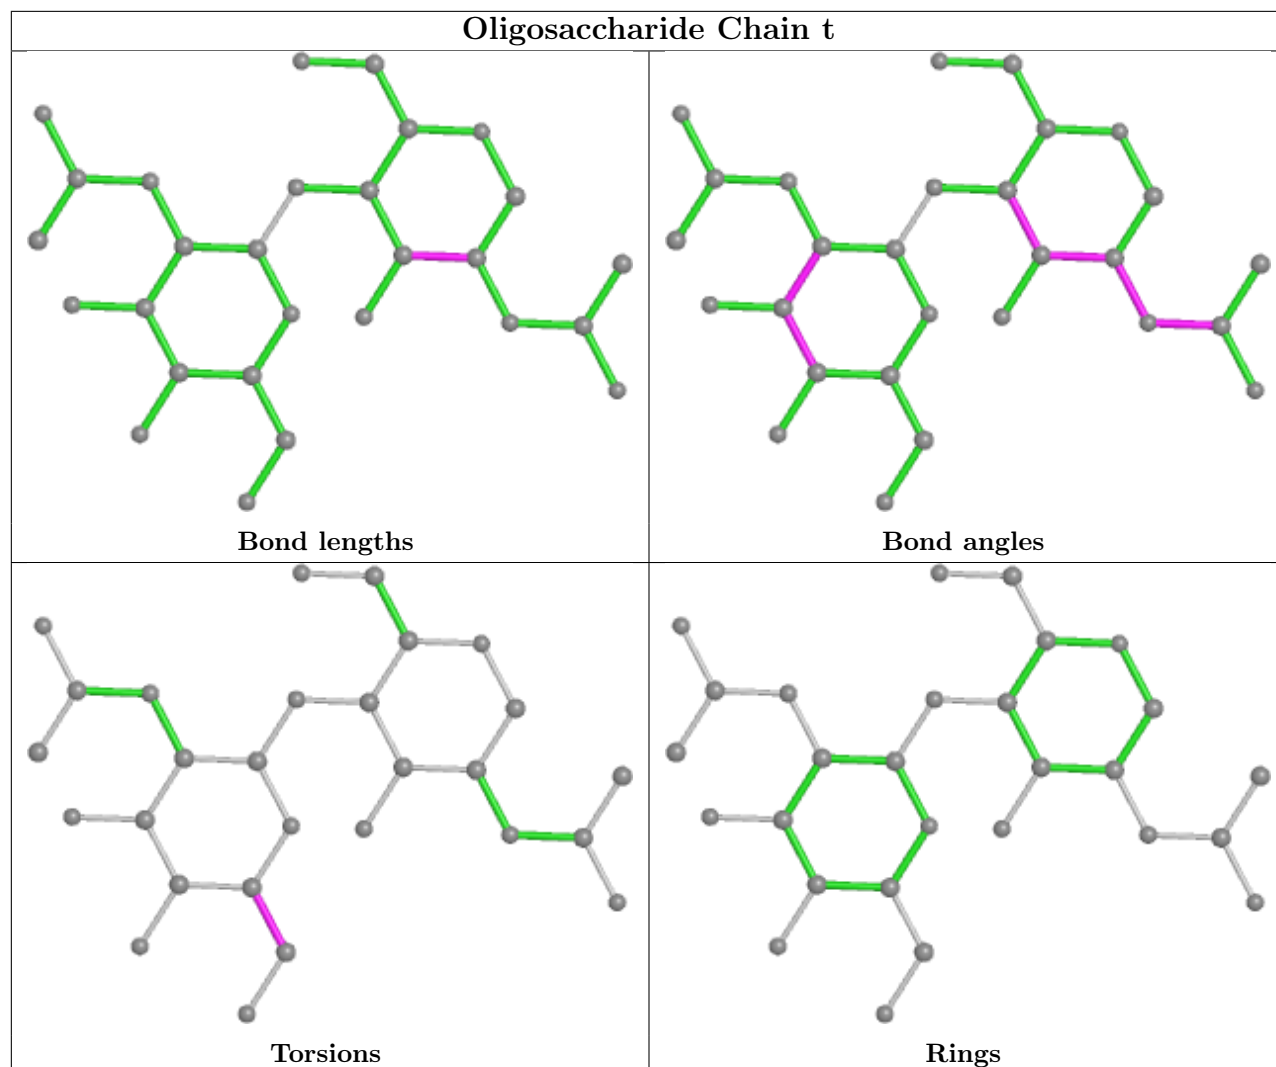 Oligosaccharide Chain t
Bond lengths
Bond angles
Torsions
Rings